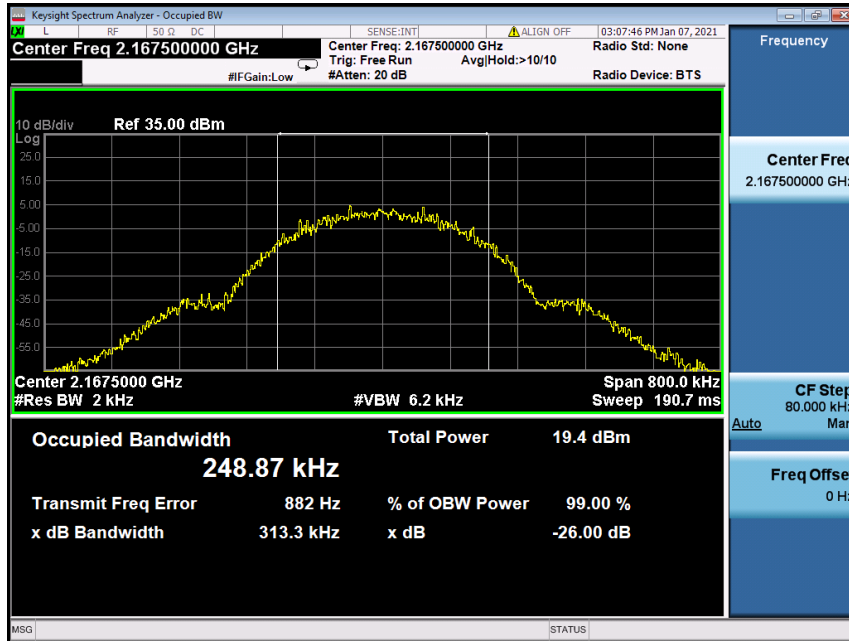 Keysight Spectrum Analyzer - Occupied BW
LXI L RF 50 Ω DC SENSE:INT ALIGN OFF 03:07:46 PM Jan 07, 2021
Center Freq 2.167500000 GHz
Center Freq: 2.167500000 GHz
Radio Std: None
Trig: Free Run Avg|Hold:>10/10
#IFGain:Low
#Atten: 20 dB
Radio Device: BTS
10 dB/div Ref 35.00 dBm
Log
25.0
15.0
5.00
-5.00
-15.0
-25.0
-35.0
-45.0
-55.0
Center 2.1675000 GHz Span 800.0 kHz
#Res BW 2 kHz #VBW 6.2 kHz Sweep 190.7 ms
Occupied Bandwidth Total Power 19.4 dBm
248.87 kHz
Transmit Freq Error 882 Hz % of OBW Power 99.00 %
x dB Bandwidth 313.3 kHz x dB -26.00 dB
MSG STATUS
Frequency
Center Freq
2.167500000 GHz
CF Step
80.000 kHz
Auto Man
Freq Offse
0 Hz